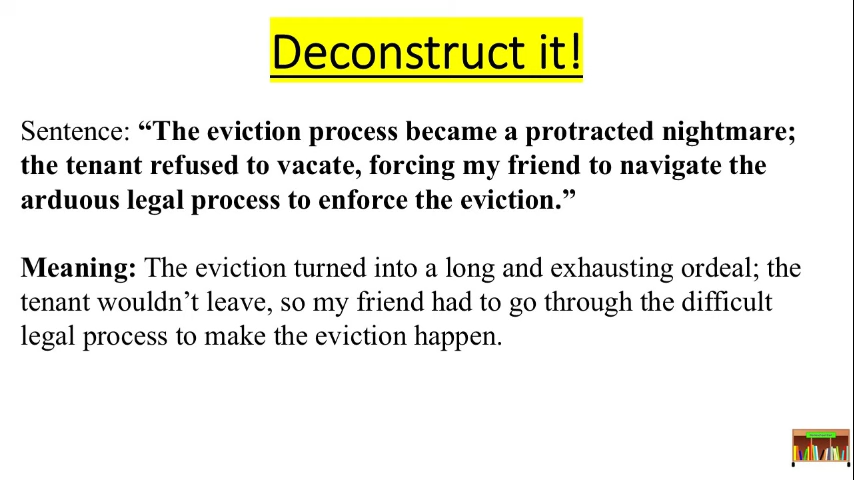 Deconstruct it!
Sentence: “The eviction process became a protracted nightmare;
the tenant refused to vacate, forcing my friend to navigate the
arduous legal process to enforce the eviction.”
Meaning: The eviction turned into a long and exhausting ordeal; the
tenant wouldn’t leave, so my friend had to go through the difficult
legal process to make the eviction happen.